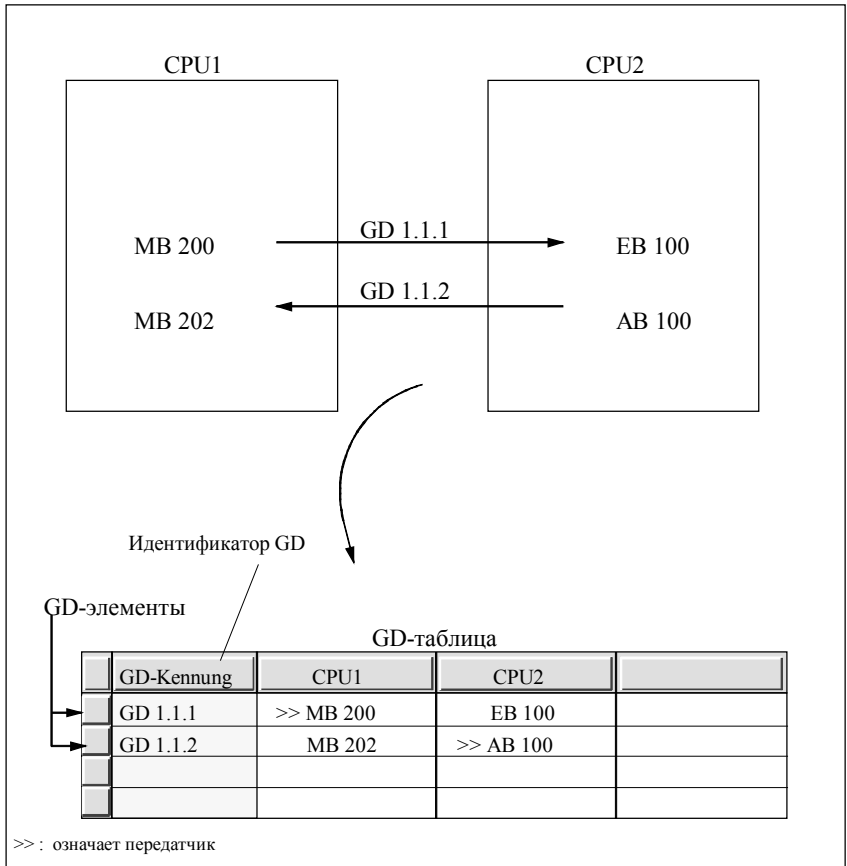 CPU1 CPU2
GD 1.1.1
MB 200 EB 100
GD 1.1.2
MB 202 AB 100
Идентификатор GD
GD-элементы
GD-таблица
GD-Kennung CPU1 CPU2
GD 1.1.1 >> MB 200 EB 100
GD 1.1.2 MB 202 >> AB 100
>> : означает передатчик